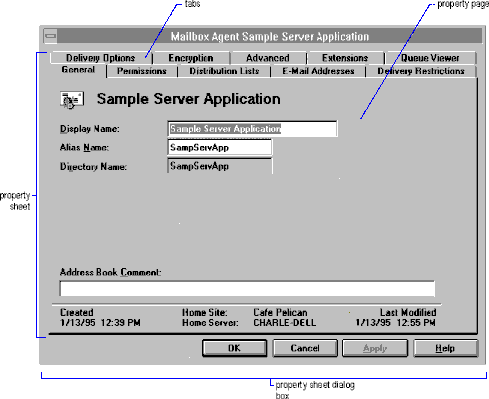 tabs
property page
Mailbox Agent Sample Server Application
Delivery Options Encryption Advanced Extensions Queue Viewer
General Permissions Distribution Lists E-Mail Addresses Delivery Restrictions
Sample Server Application
Display Name: Sample Server Application
Alias Name: SampServApp
Directory Name: SampServApp
property
sheet
Address Book Comment:
Created Home Site: Cafe Pelican Last Modified
1/13/95 12:39 PM Home Server: CHARLE-DELL 1/13/95 12:55 PM
OK Cancel Apply Help
property sheet dialog
box